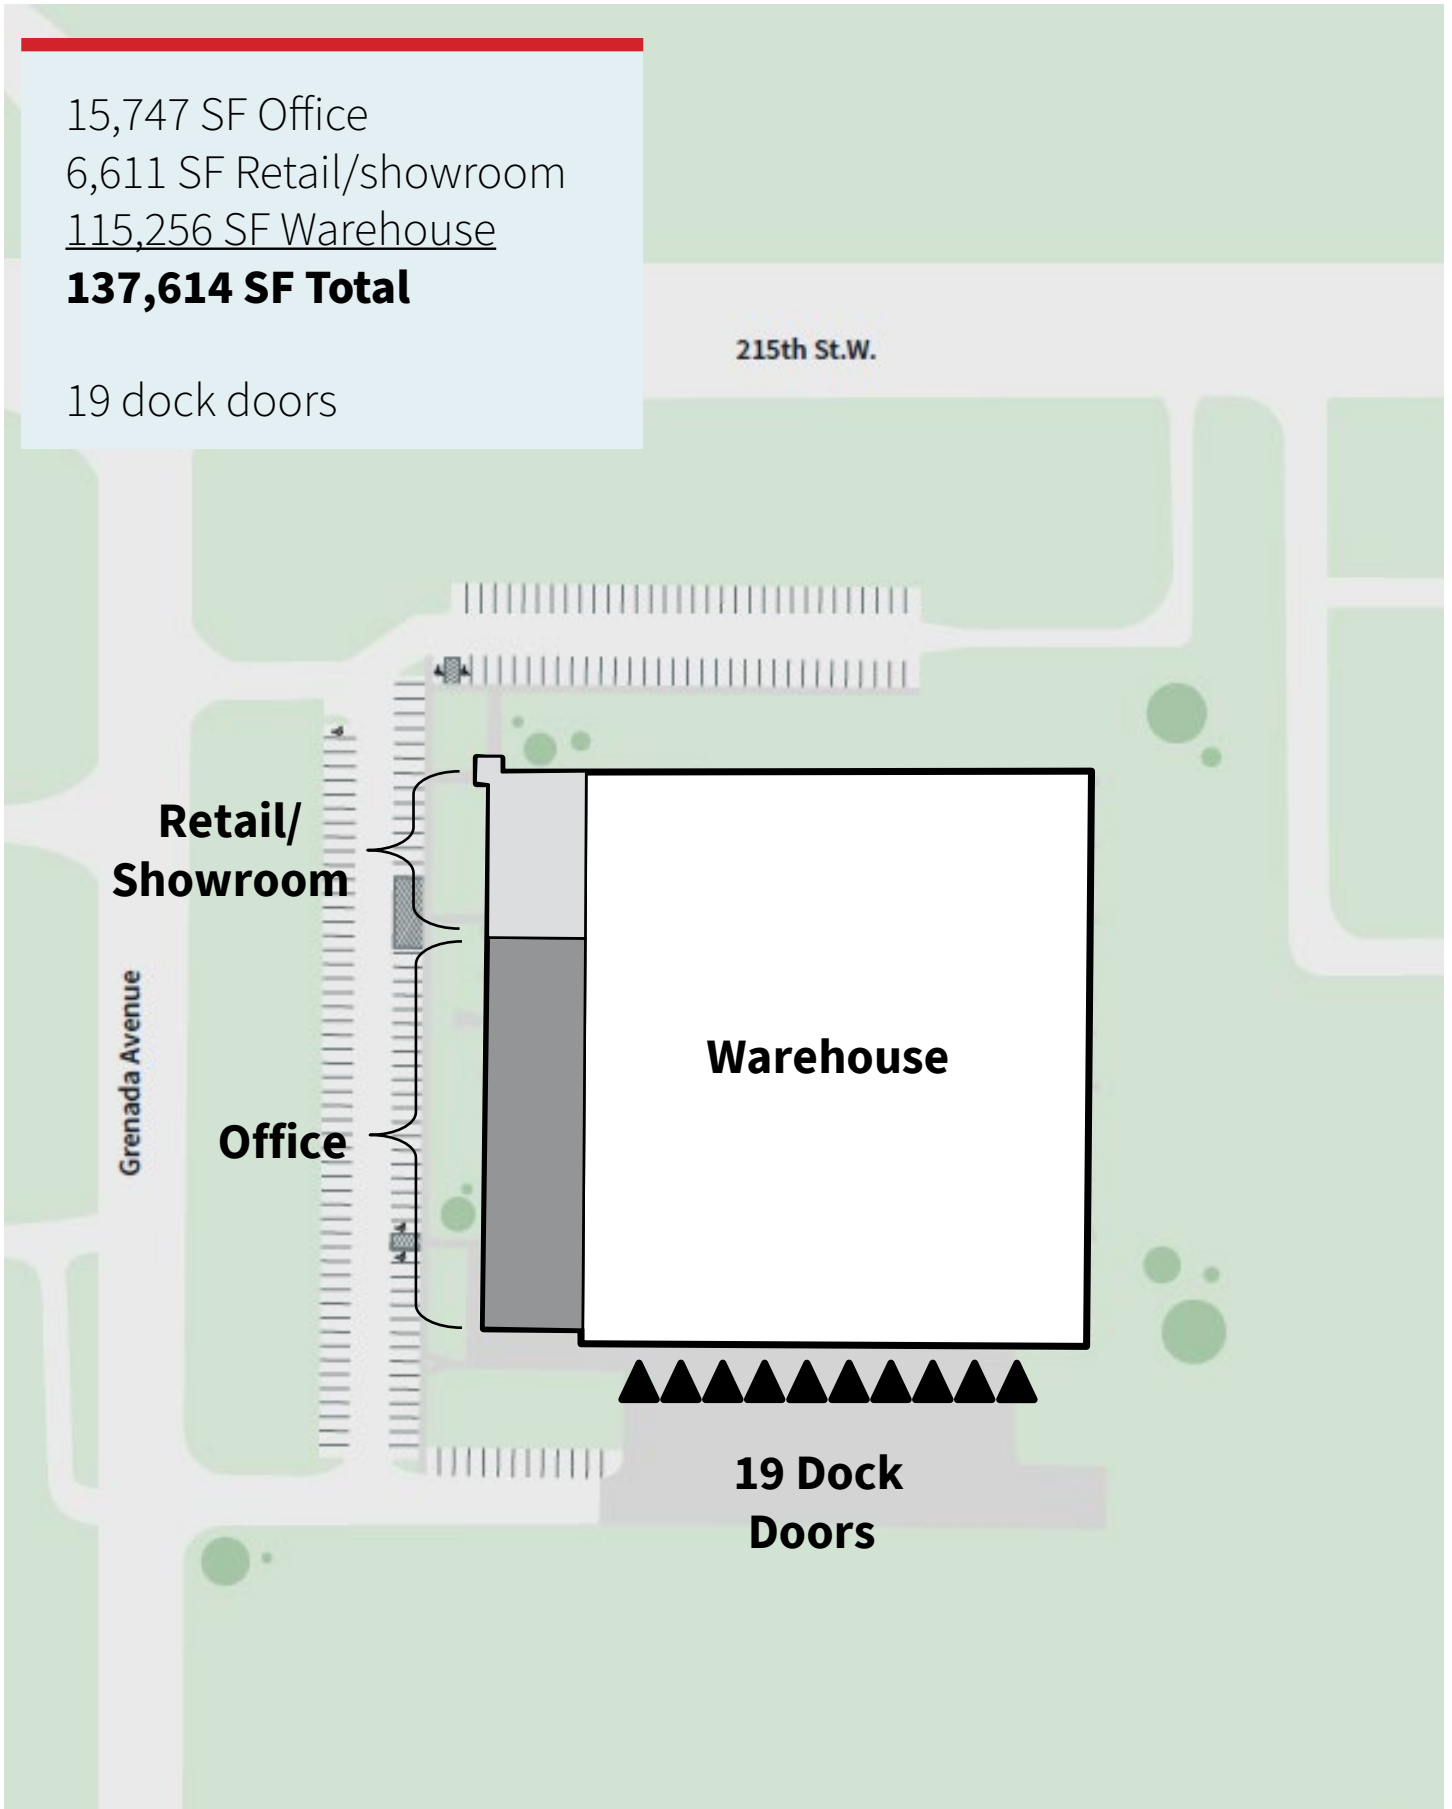 15,747 SF Office
6,611 SF Retail/showroom
115,256 SF Warehouse
137,614 SF Total
19 dock doors
215th St.W.
Retail/
Showroom
Grenada Avenue
Office
Warehouse
19 Dock
Doors